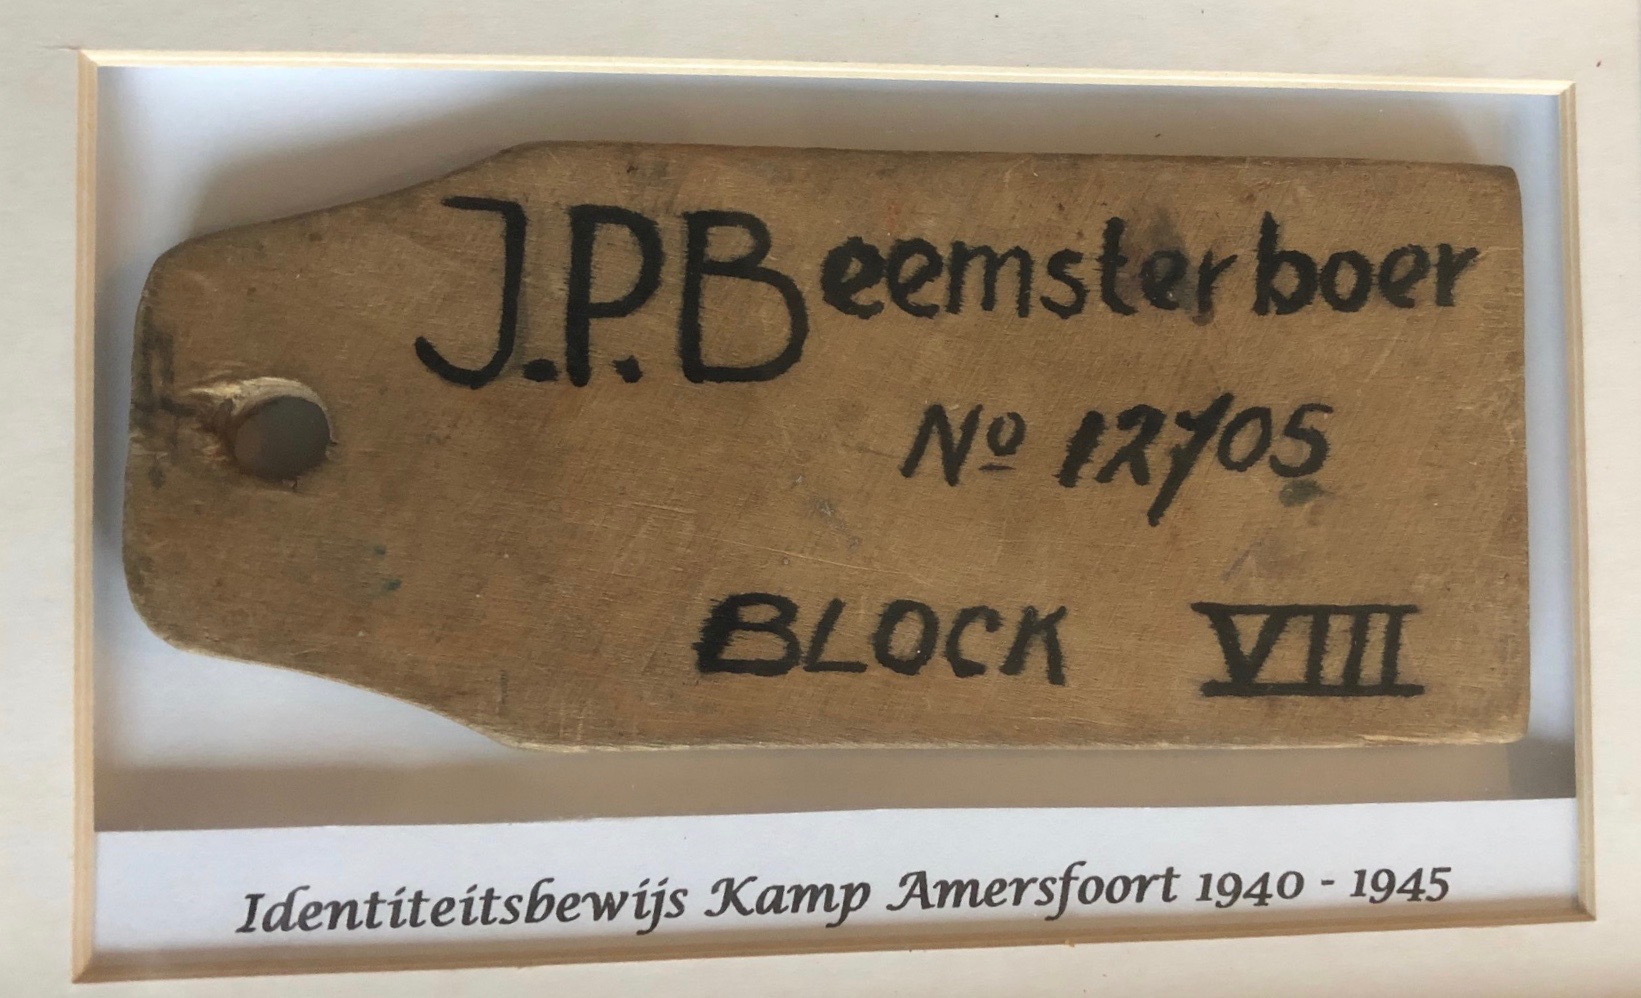 J.P. Beemsterboer
Nº 12705
BLOCK VIII
Identiteitsbewijs Kamp Amersfoort 1940 - 1945